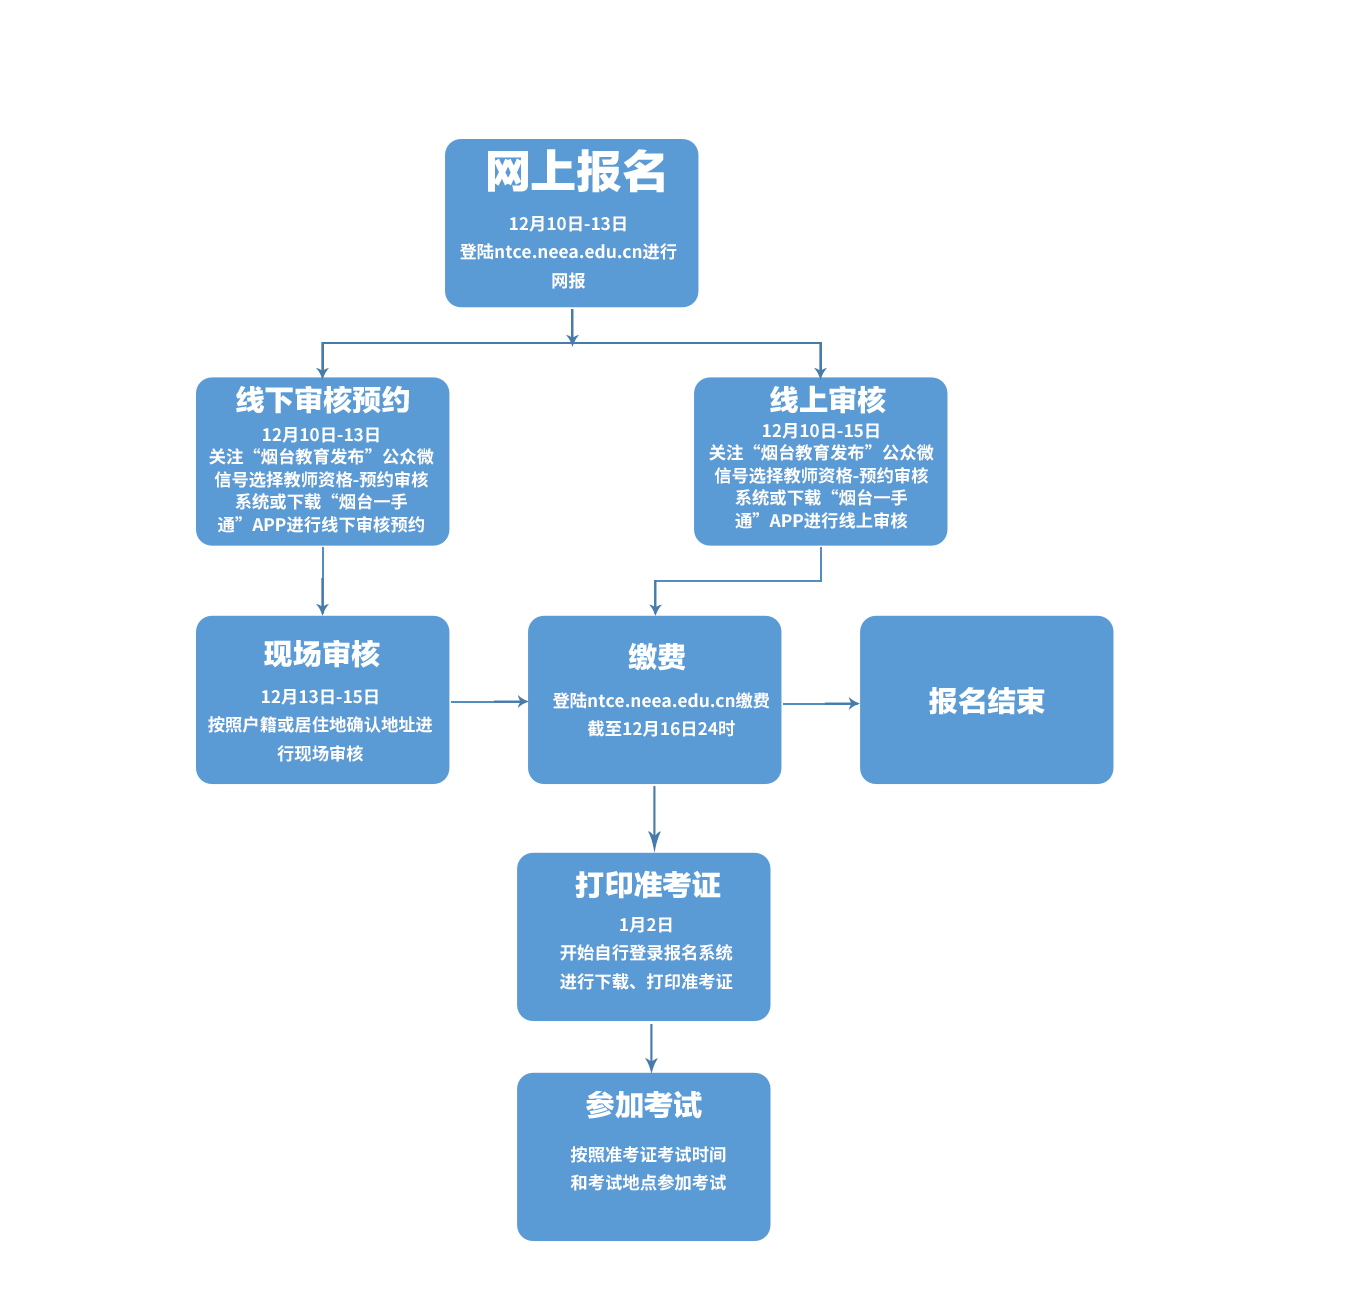 网上报名
12月10日-13日
登陆ntce.neea.edu.cn进行
网报
线下审核预约
12月10日-13日
关注“烟台教育发布”公众微
信号选择教师资格-预约审核
系统或下载“烟台一手
通”APP进行线下审核预约
线上审核
12月10日-15日
关注“烟台教育发布”公众微
信号选择教师资格-预约审核
系统或下载“烟台一手
通”APP进行线上审核
现场审核
12月13日-15日
按照户籍或居住地确认地址进
行现场审核
缴费
登陆ntce.neea.edu.cn缴费
截至12月16日24时
报名结束
打印准考证
1月2日
开始自行登录报名系统
进行下载、打印准考证
参加考试
按照准考证考试时间
和考试地点参加考试